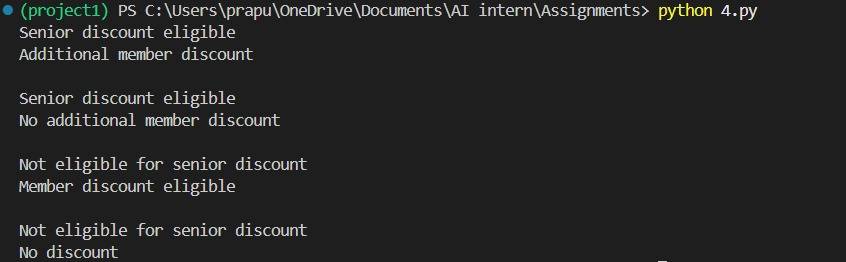 (project1) PS C:\Users\prapu\OneDrive\Documents\AI intern\Assignments> python 4.py
Senior discount eligible
Additional member discount

Senior discount eligible
No additional member discount

Not eligible for senior discount
Member discount eligible

Not eligible for senior discount
No discount